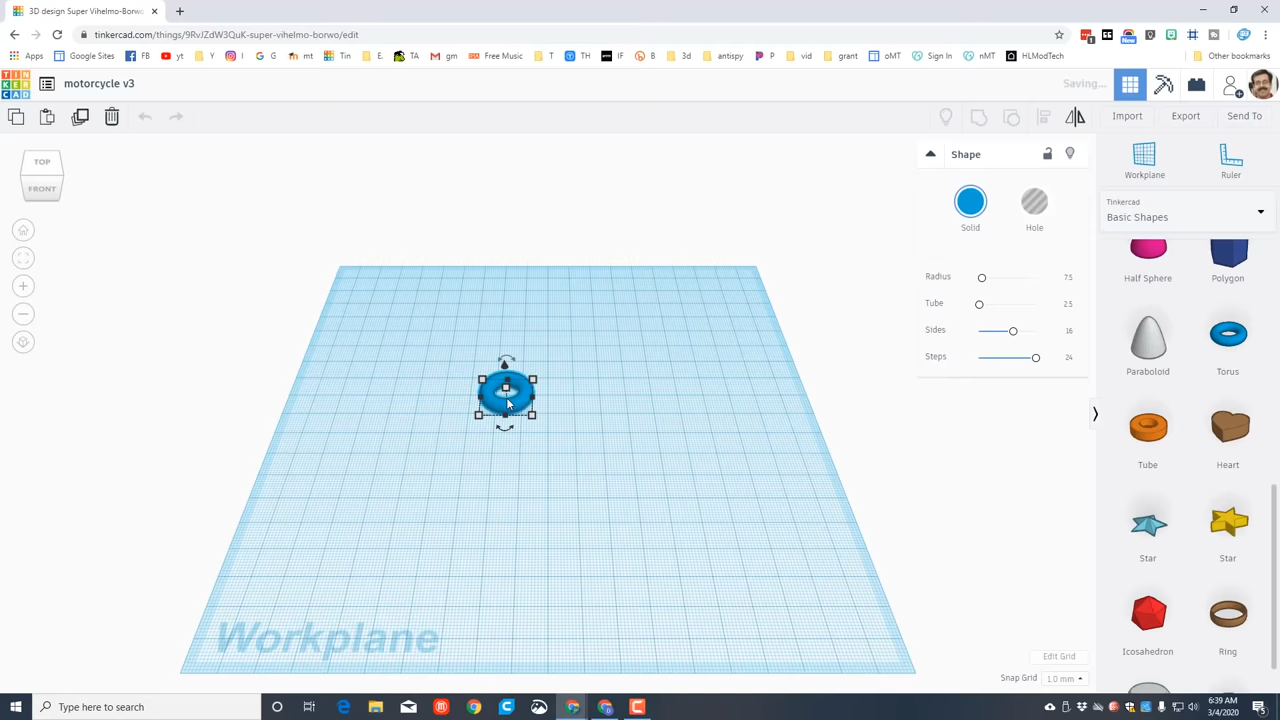 3D design Super Vihelmo-Borwo
tinkercad.com/things/9RvJZdW3QuK-super-vihelmo-borwo/edit
Apps Google Sites FB yt Y I G mt Tin E. TA gm Free Music T TH IF B 3d antispy P vid grant oMT Sign In nMT HLModTech Other bookmarks
TIN
KER
CAD
motorcycle v3
Saving...
Import Export Send To
TOP
FRONT
Shape
Solid Hole
Radius 7.5
Tube 2.5
Sides 16
Steps 24
Workplane Ruler
Tinkercad
Basic Shapes
Half Sphere Polygon
Paraboloid Torus
Tube Heart
Star Star
Icosahedron Ring
Workplane
Edit Grid
Snap Grid 1.0 mm
Type here to search
6:39 AM
3/4/2020